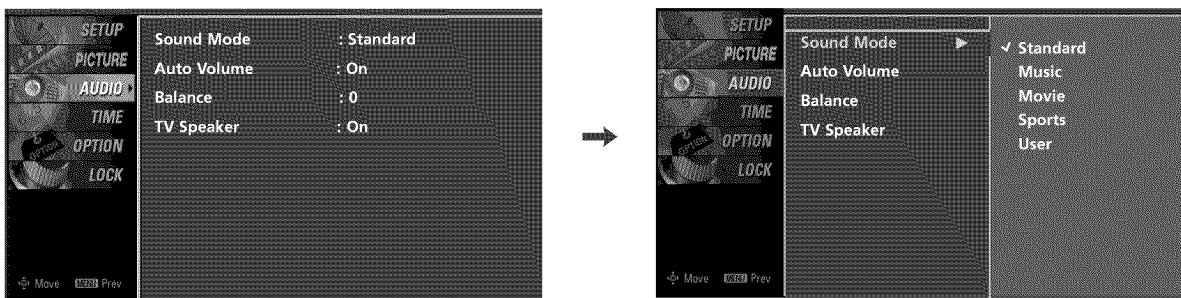 SETUP
PICTURE
AUDIO
TIME
OPTION
LOCK
Sound Mode : Standard
Auto Volume : On
Balance : 0
TV Speaker : On
OPTION
Move MENU Prev
SETUP
PICTURE
AUDIO
TIME
OPTION
LOCK
Sound Mode
Auto Volume
Balance
TV Speaker
✓ Standard
Music
Movie
Sports
User
OPTION
Move MENU Prev